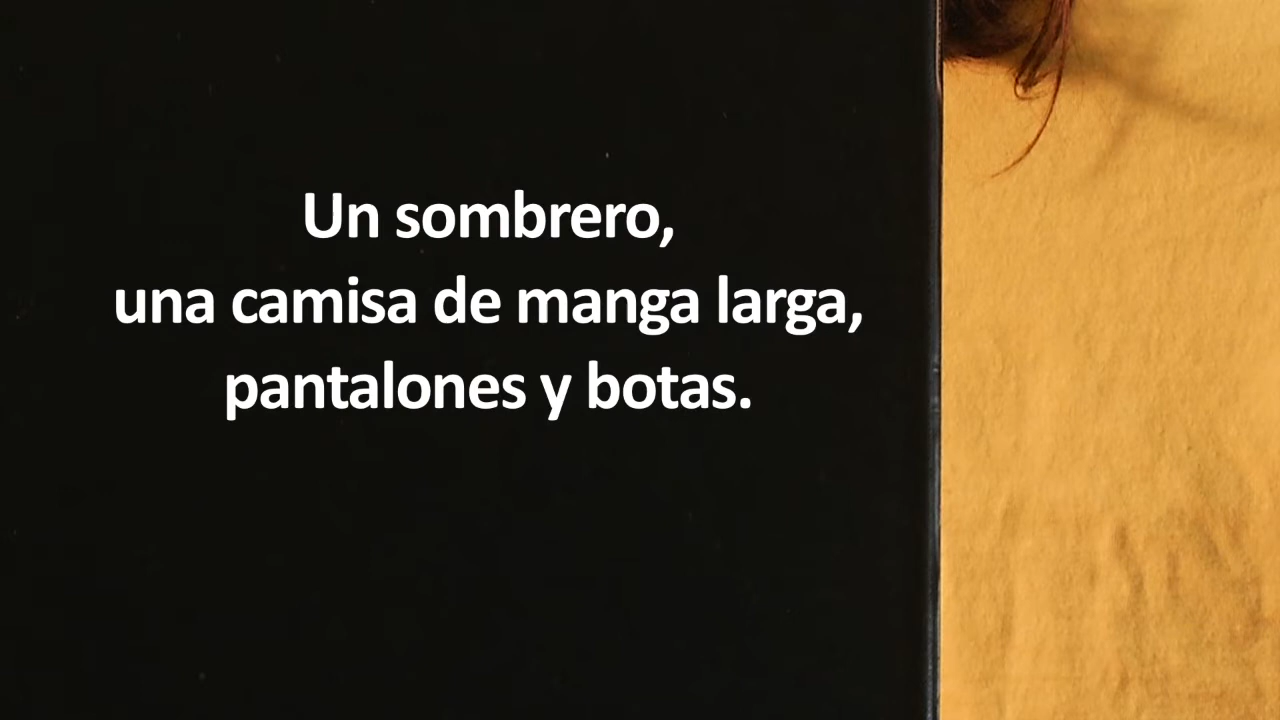 Un sombrero,
una camisa de manga larga,
pantalones y botas.